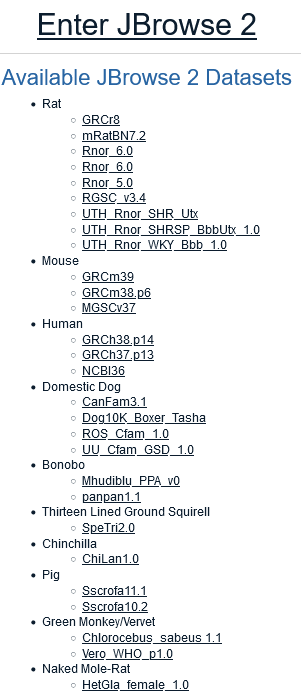 Enter JBrowse 2
Available JBrowse 2 Datasets
Rat
GRCr8
mRatBN7.2
Rnor_6.0
Rnor_6.0
Rnor_5.0
RGSC_v3.4
UTH_Rnor_SHR_Utx
UTH_Rnor_SHRSP_BbbUtx_1.0
UTH_Rnor_WKY_Bbb_1.0
Mouse
GRCm39
GRCm38.p6
MGSCv37
Human
GRCh38.p14
GRCh37.p13
NCBI36
Domestic Dog
CanFam3.1
Dog10K_Boxer_Tasha
ROS_Cfam_1.0
UU_Cfam_GSD_1.0
Bonobo
Mhudiblu_PPA_v0
panpan1.1
Thirteen Lined Ground Squirell
SpeTri2.0
Chinchilla
ChiLan1.0
Pig
Sscrofa11.1
Sscrofa10.2
Green Monkey/Vervet
Chlorocebus_sabeus 1.1
Vero_WHO_p1.0
Naked Mole-Rat
HetGla_female_1.0